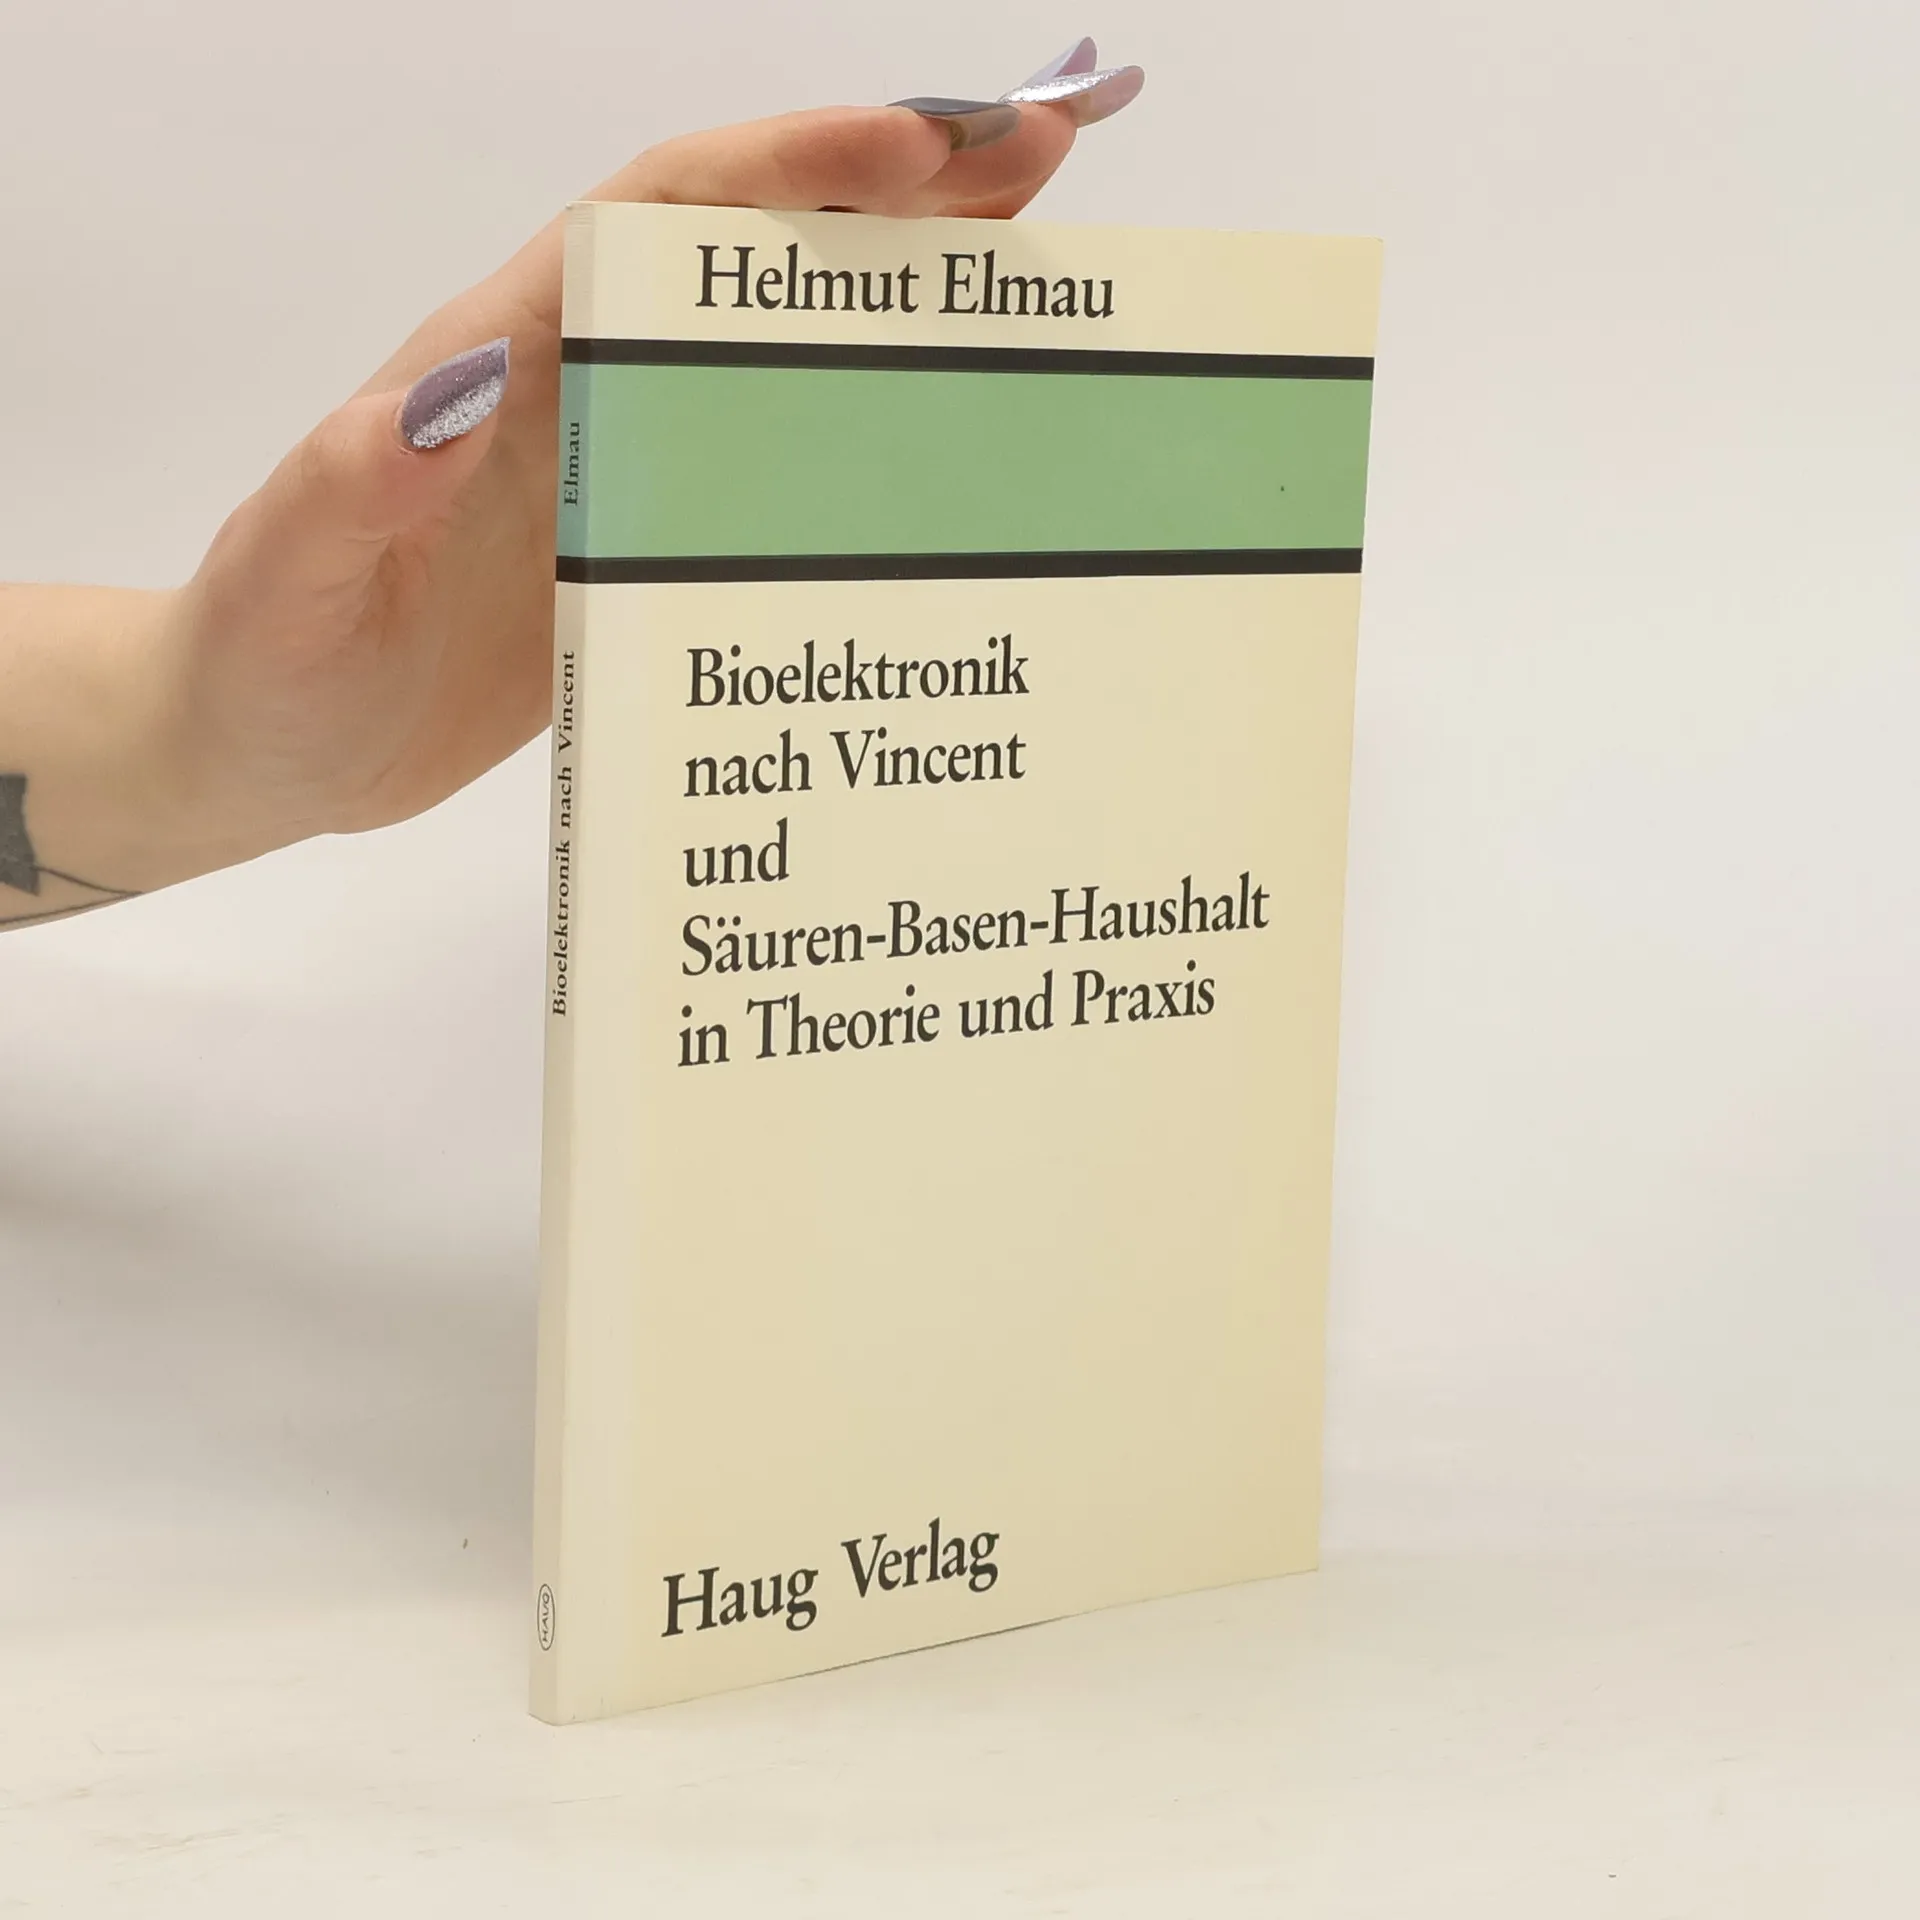 Helmut Elmau
Bioelektronik
nach Vincent
und
Säuren-Basen-Haushalt
in Theorie und Praxis
Haug Verlag
Elmau
Bioelektronik nach Vincent
HAUG